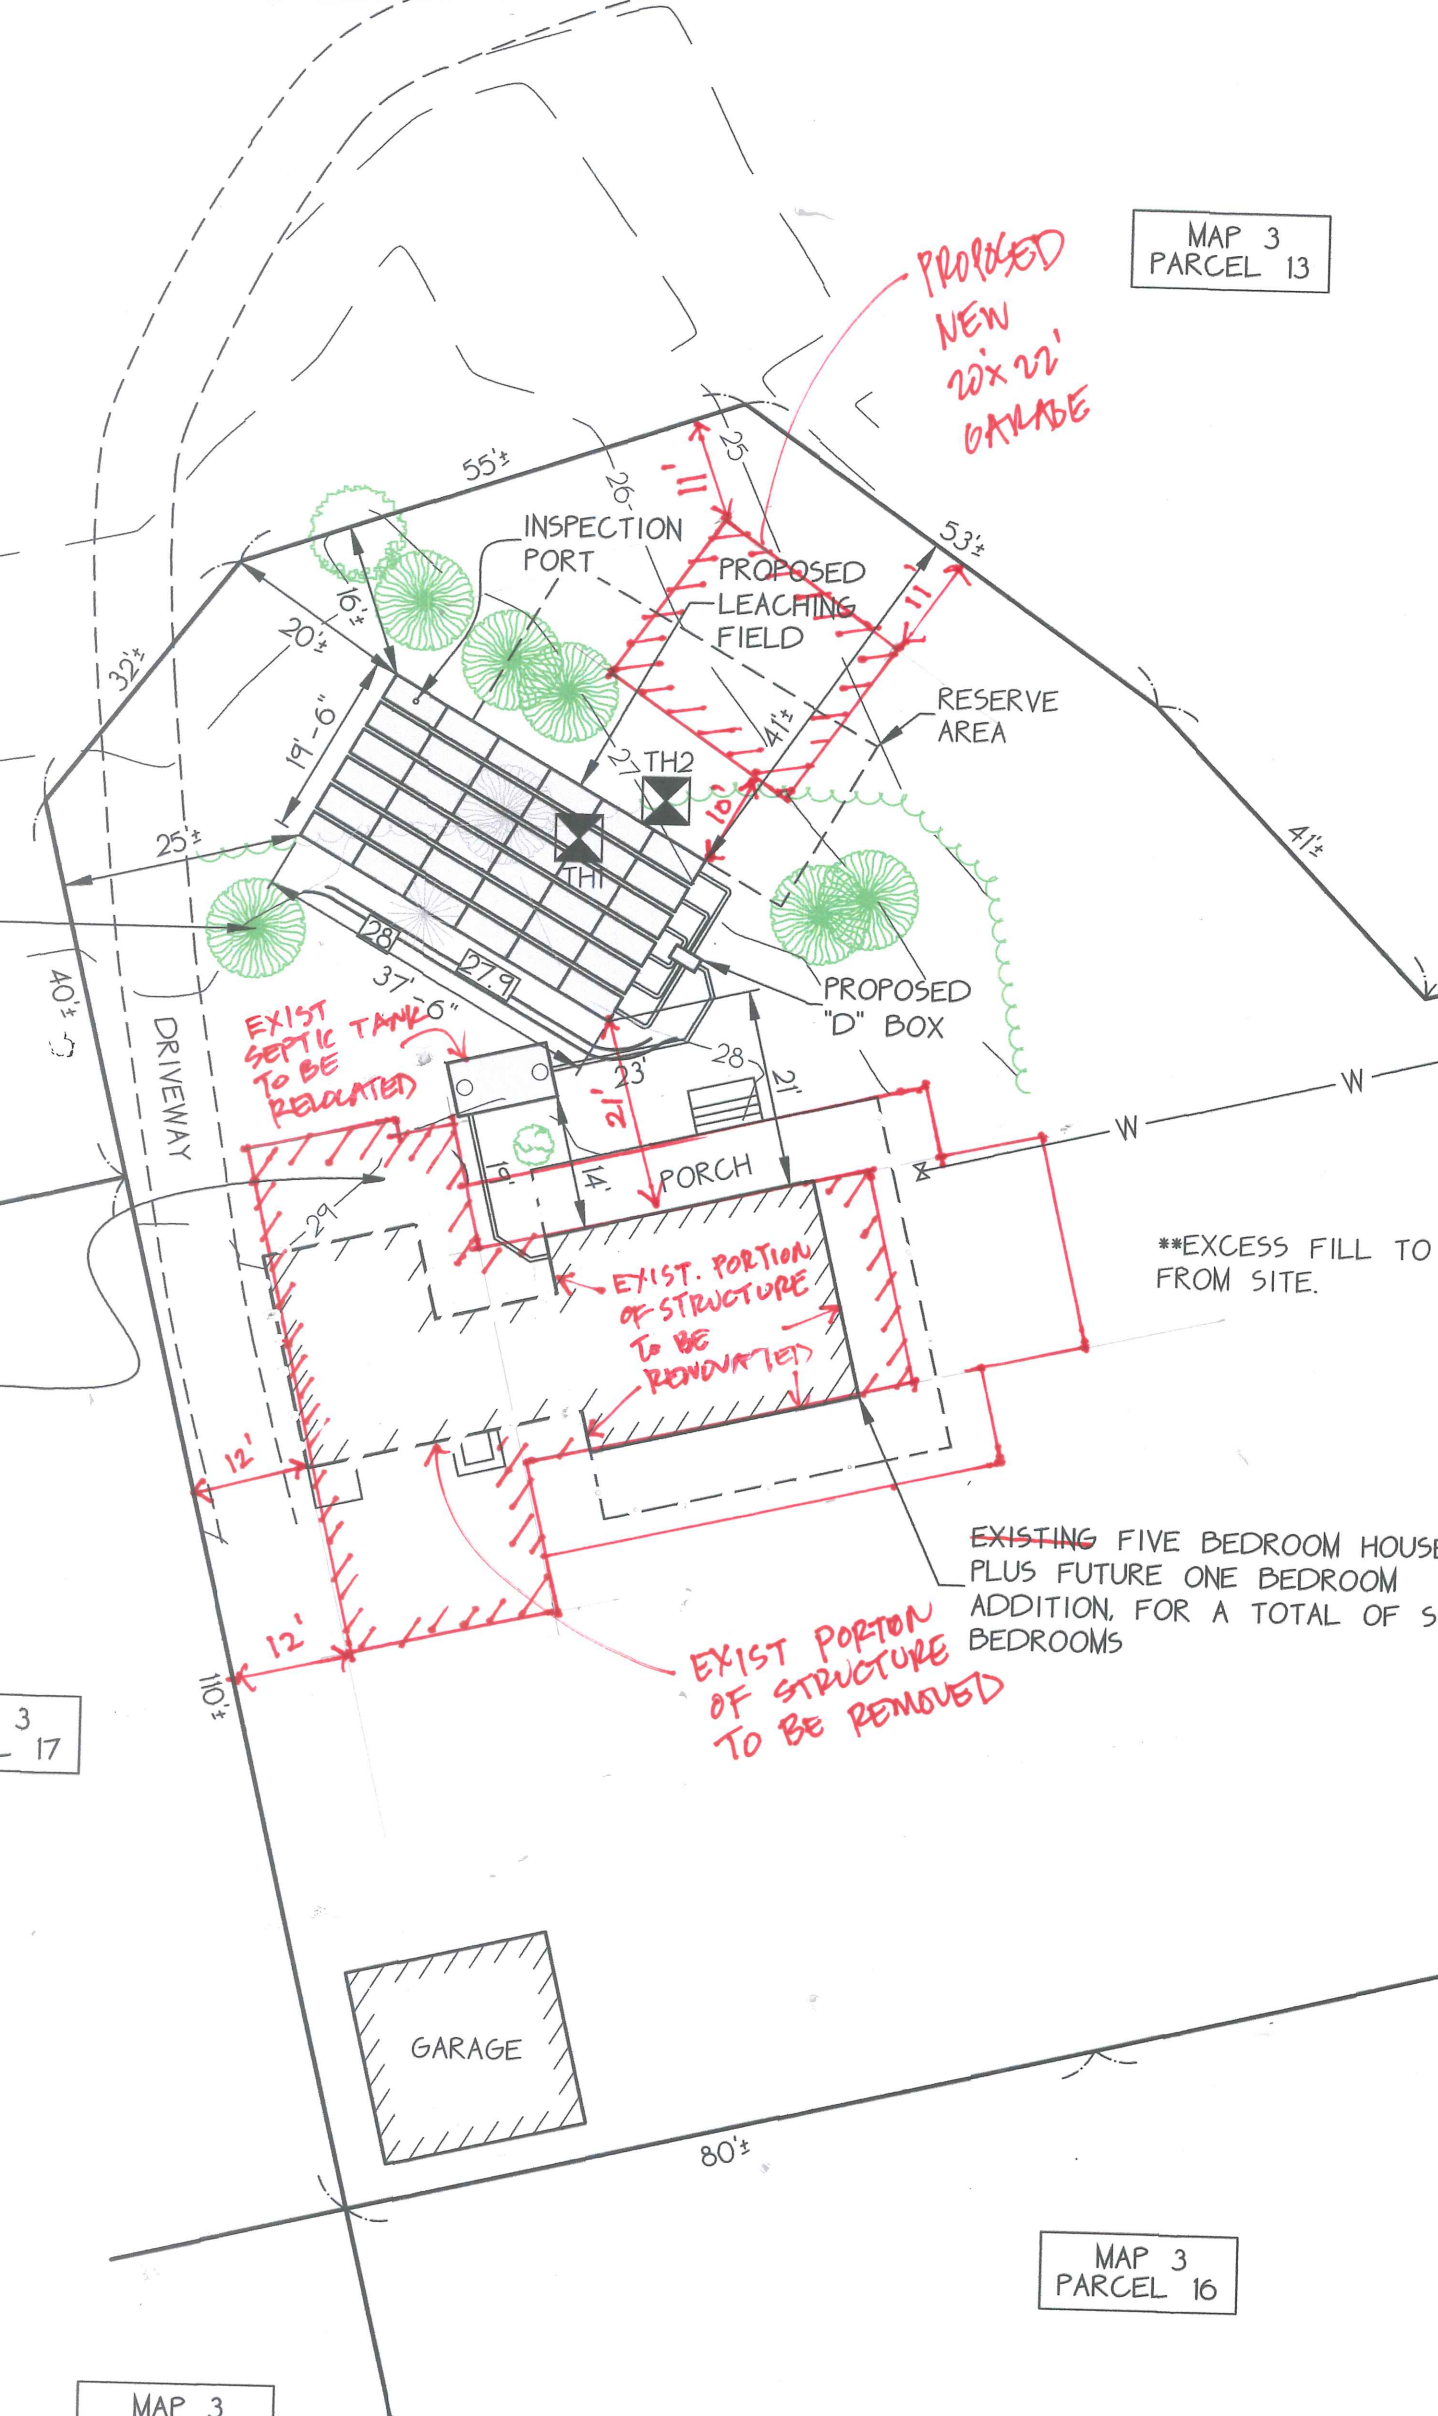 MAP 3
PARCEL 13
PROPOSED
NEW
20'x22'
GARAGE
55'±
25
11'
26
INSPECTION
PORT
53'±
PROPOSED
LEACHING
FIELD
11'
16'±
20'±
32'±
RESERVE
AREA
19'-6"
41'±
27
TH2
10'
41'±
25'±
TH1
28
27.9
37'-6"
40'±
PROPOSED
"D" BOX
EXIST
SEPTIC TANK
TO BE
RELOCATED
DRIVEWAY
28
23'
21'
21'
W
W
PORCH
14'
29
**EXCESS FILL TO
FROM SITE.
EXIST. PORTION
OF STRUCTURE
TO BE
RENOVATED
12'
EXISTING FIVE BEDROOM HOUSE
PLUS FUTURE ONE BEDROOM
ADDITION, FOR A TOTAL OF S
BEDROOMS
12'
EXIST PORTON
OF STRUCTURE
TO BE REMOVED
110'±
3
17
GARAGE
80'±
MAP 3
PARCEL 16
MAP 3